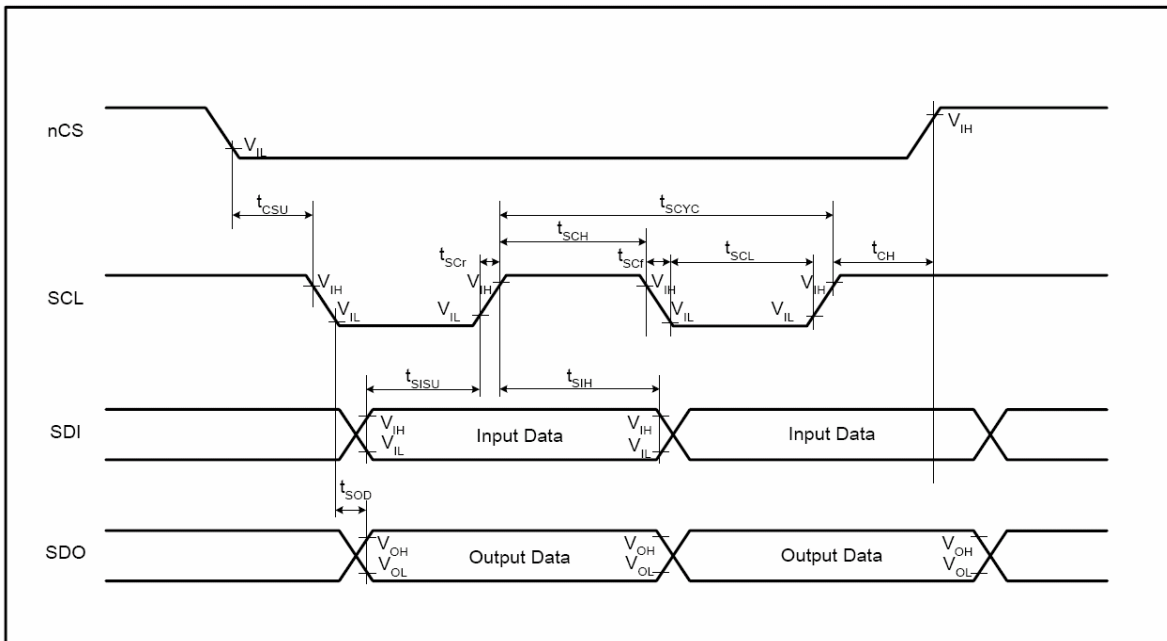 nCS
V_IL
V_IH
t_CSU
t_SCYC
t_SCH
t_SCr
t_SCf
t_SCL
t_CH
SCL
V_IH
V_IL
V_IL
V_IH
V_IH
V_IL
V_IL
V_IH
t_SISU
t_SIH
SDI
V_IH
V_IL
Input Data
V_IH
V_IL
Input Data
t_SOD
SDO
V_OH
V_OL
Output Data
V_OH
V_OL
Output Data
V_OH
V_OL